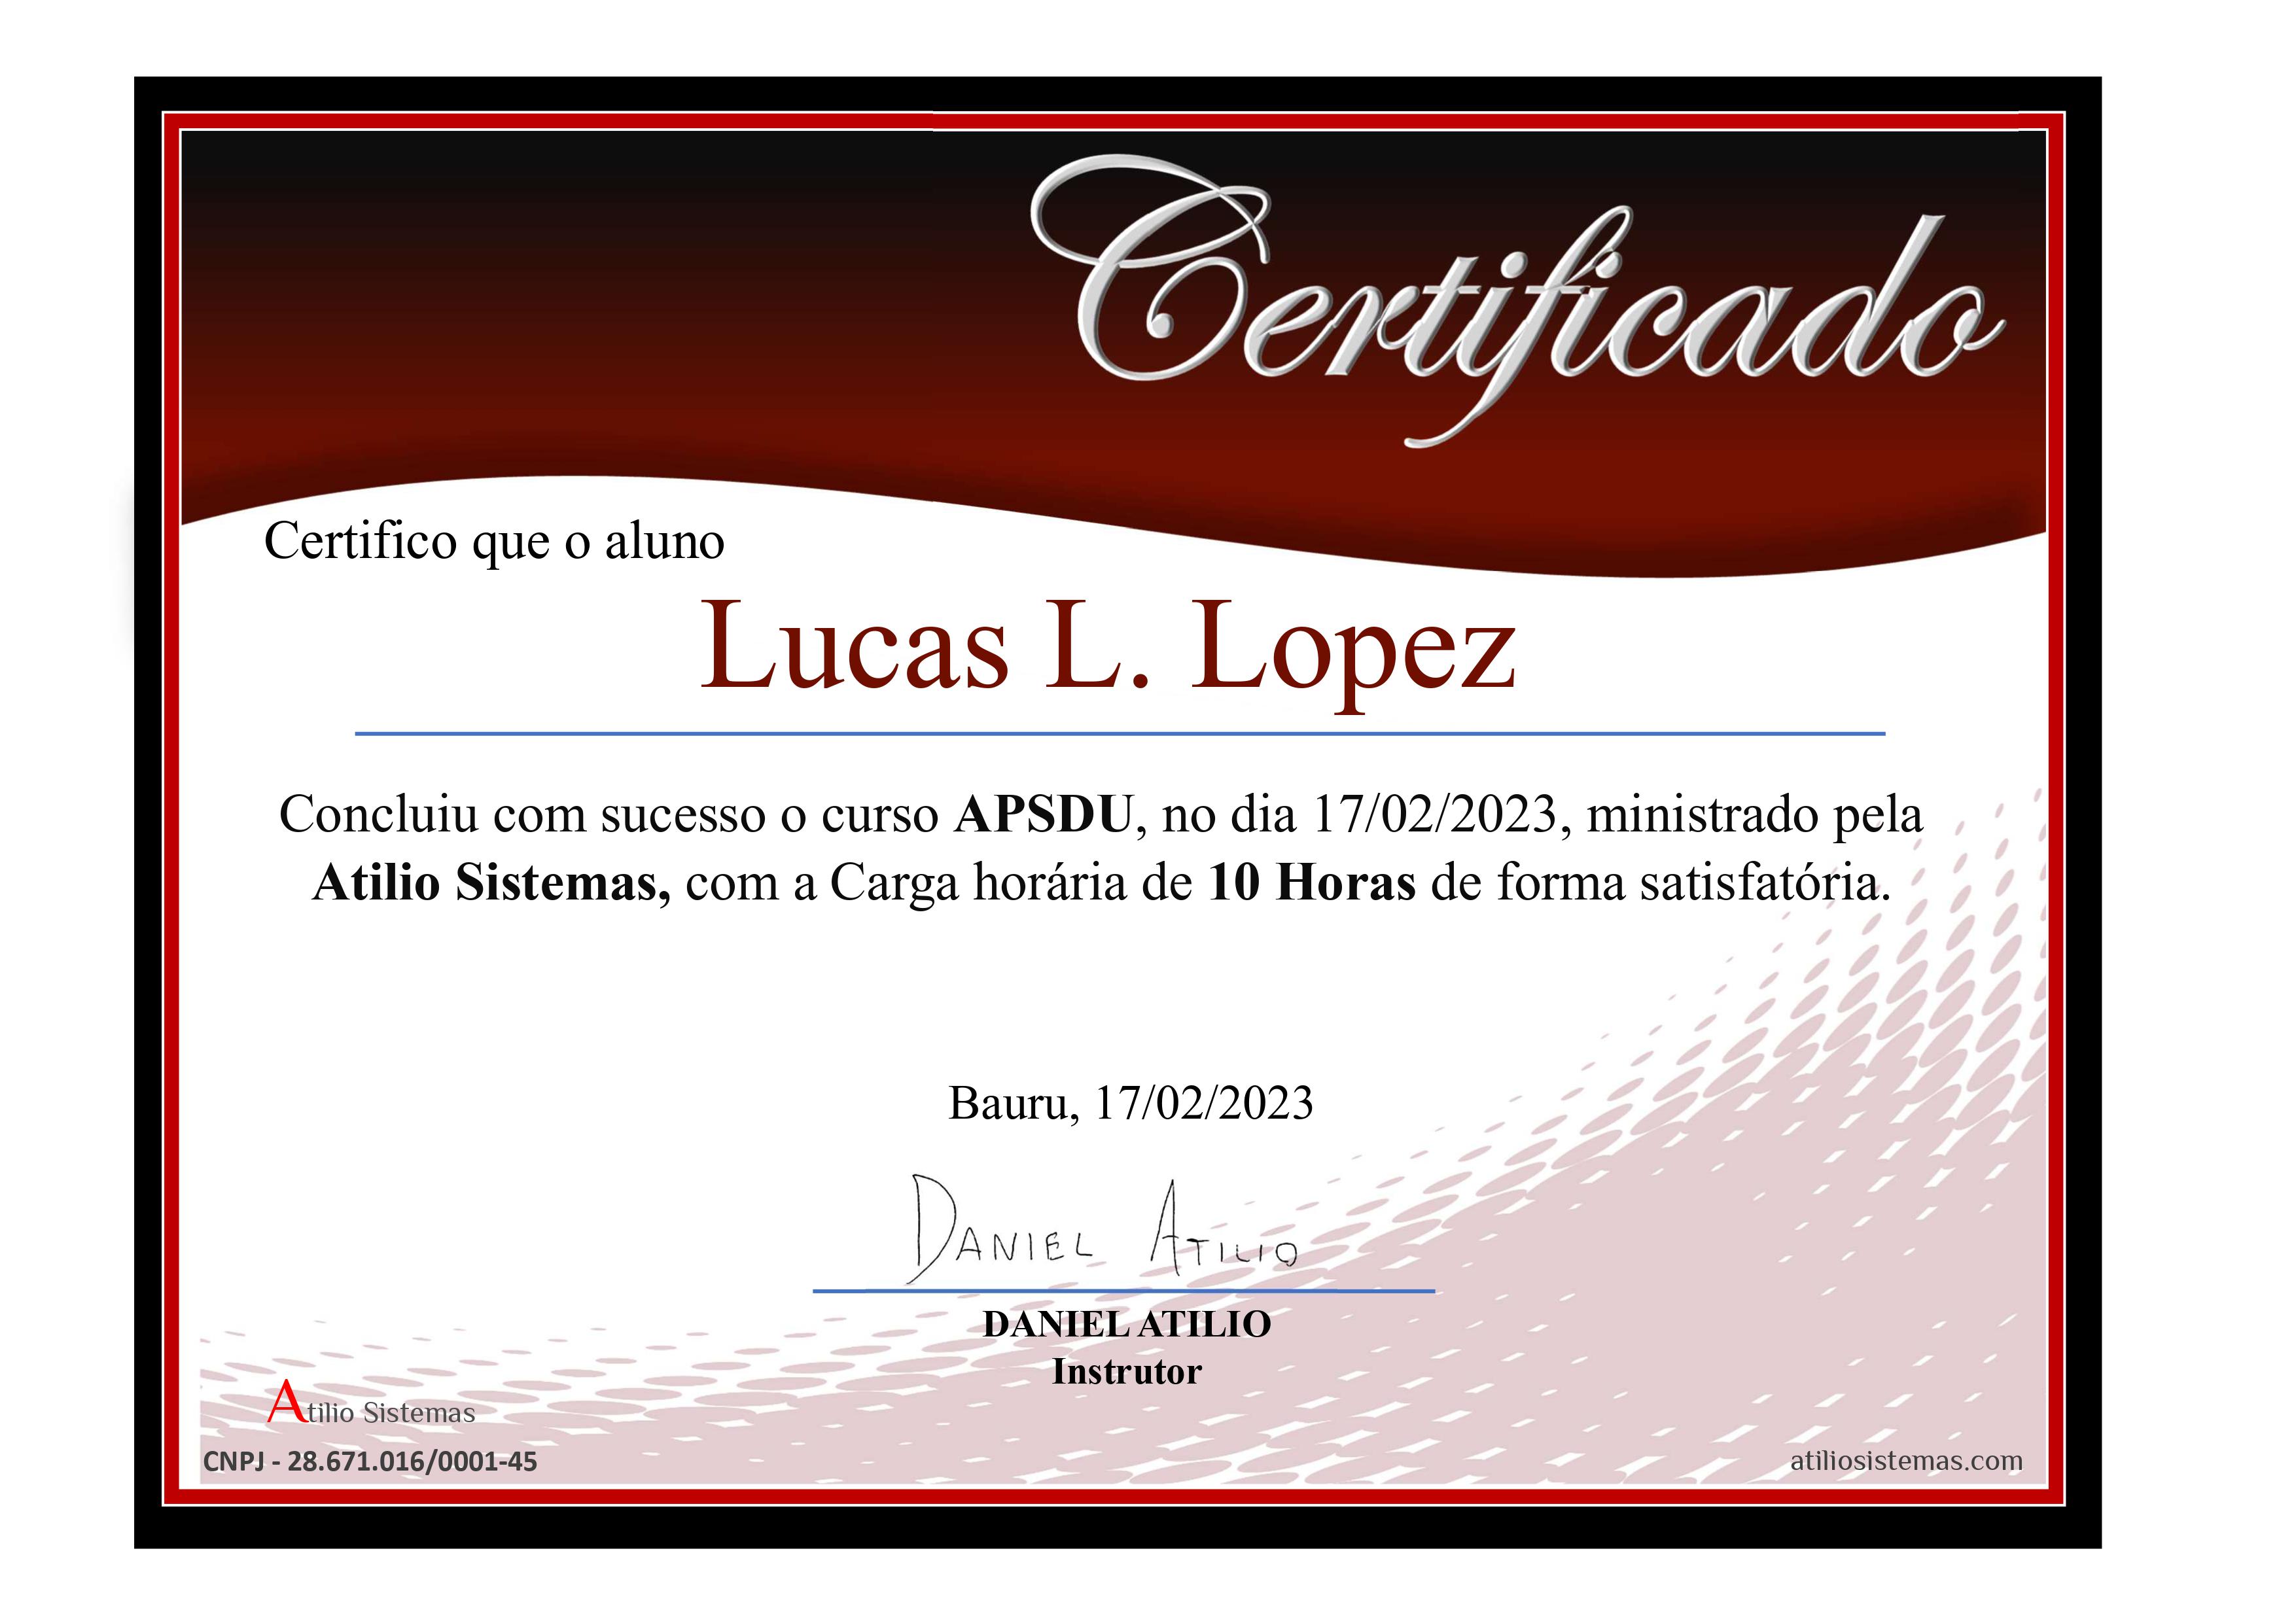 Certificado
Certifico que o aluno
Lucas L. Lopez
Concluiu com sucesso o curso APSDU, no dia 17/02/2023, ministrado pela
Atilio Sistemas, com a Carga horária de 10 Horas de forma satisfatória.
Bauru, 17/02/2023
DANIEL ATILIO
DANIEL ATILIO
Instrutor
Atilio Sistemas
CNPJ - 28.671.016/0001-45
atiliosistemas.com